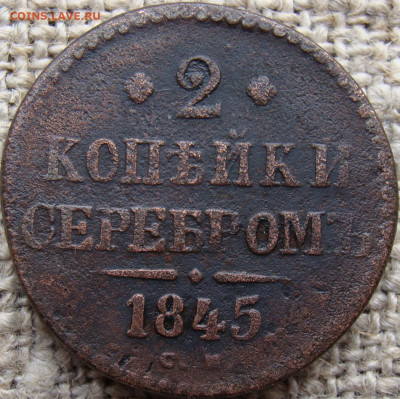 COINS.LAVE.RU
2
КОПѢЙКИ
СЕРЕБРОМЪ
1845